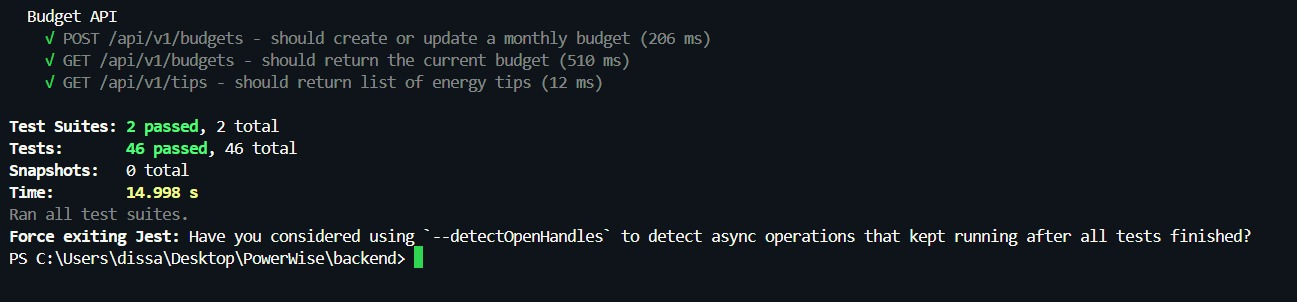 Budget API
√ POST /api/v1/budgets - should create or update a monthly budget (206 ms)
√ GET /api/v1/budgets - should return the current budget (510 ms)
√ GET /api/v1/tips - should return list of energy tips (12 ms)
Test Suites: 2 passed, 2 total
Tests: 46 passed, 46 total
Snapshots: 0 total
Time: 14.998 s
Ran all test suites.
Force exiting Jest: Have you considered using `--detectOpenHandles` to detect async operations that kept running after all tests finished?
PS C:\Users\dissa\Desktop\PowerWise\backend>